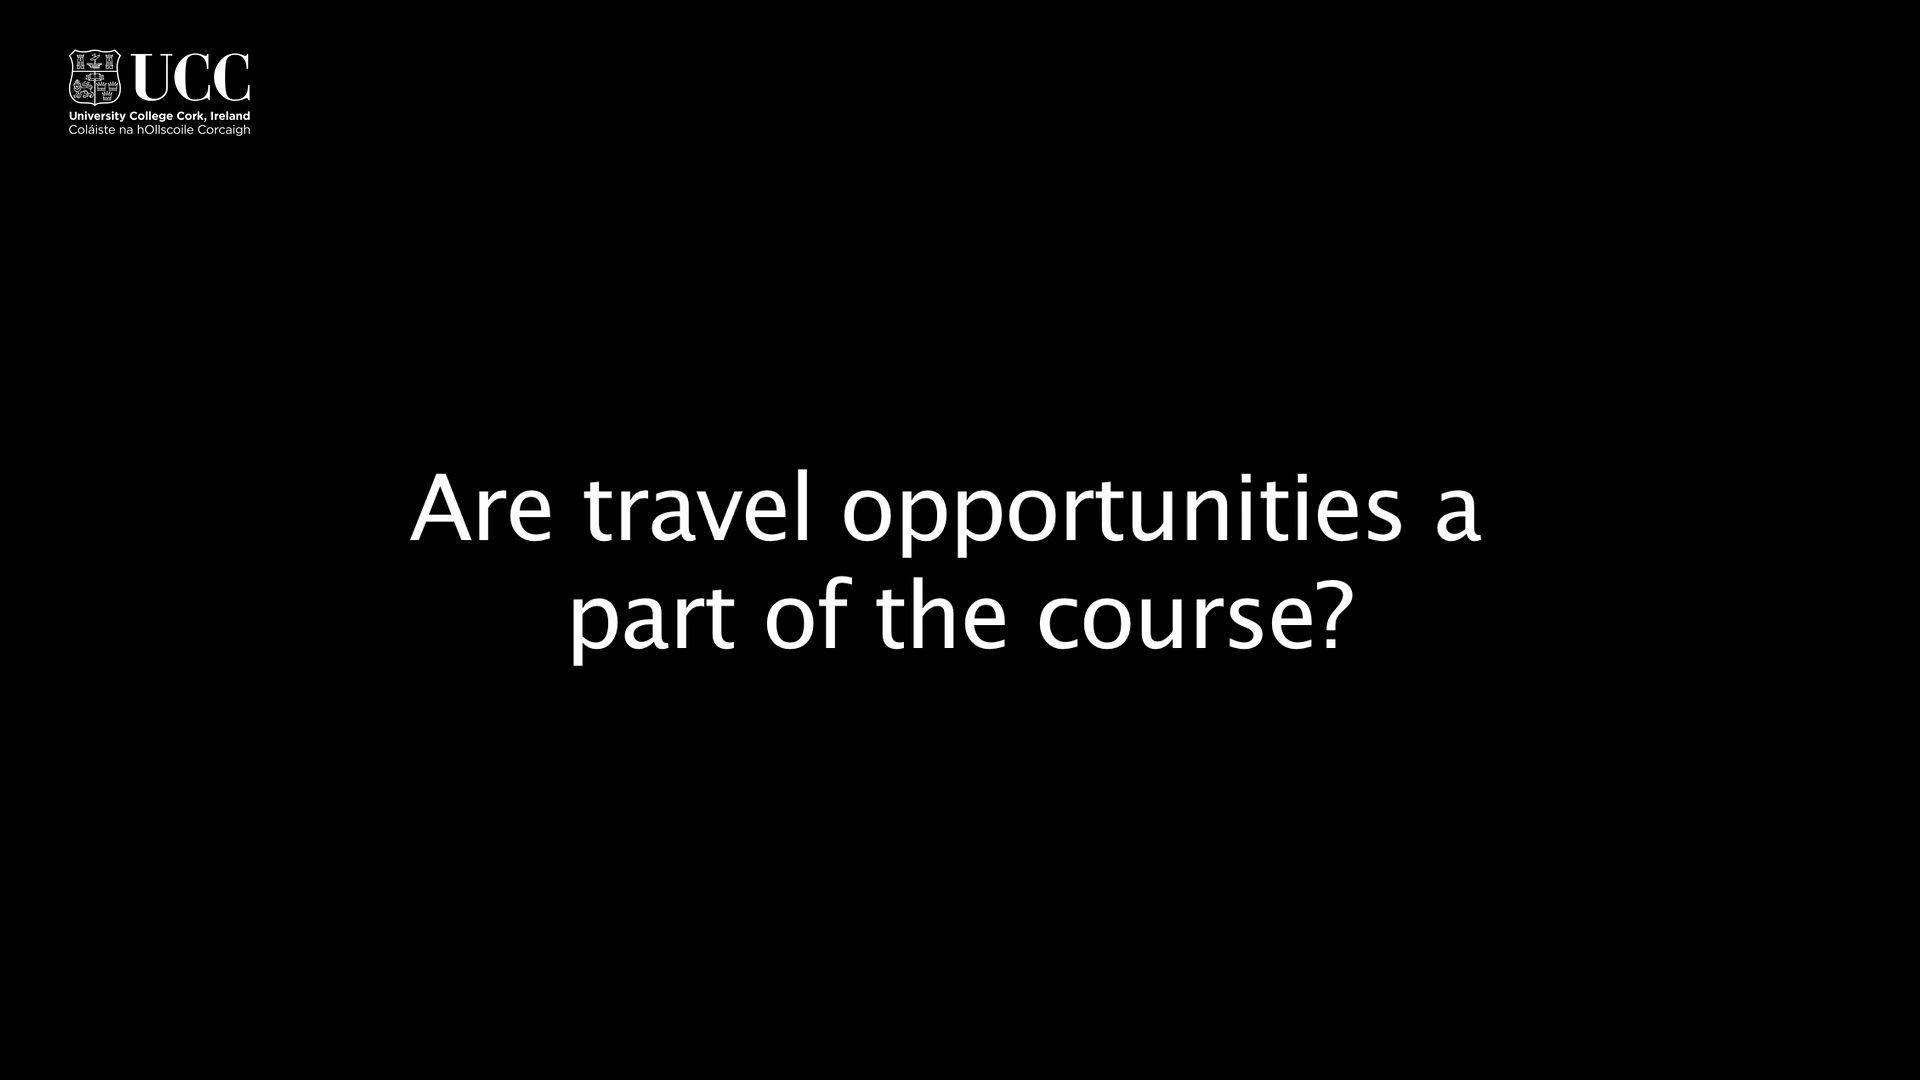 UCC
University College Cork, Ireland
Coláiste na hOllscoile Corcaigh
Are travel opportunities a
part of the course?